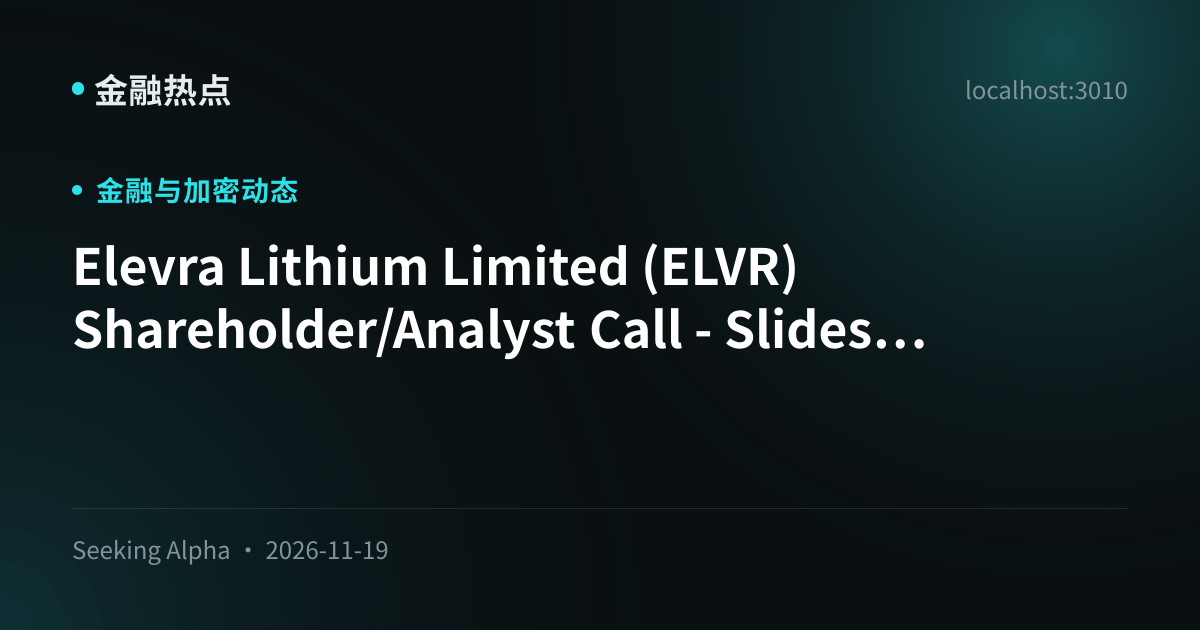 金融热点
localhost:3010
金融与加密动态
Elevra Lithium Limited (ELVR)
Shareholder/Analyst Call - Slides…
Seeking Alpha • 2026-11-19